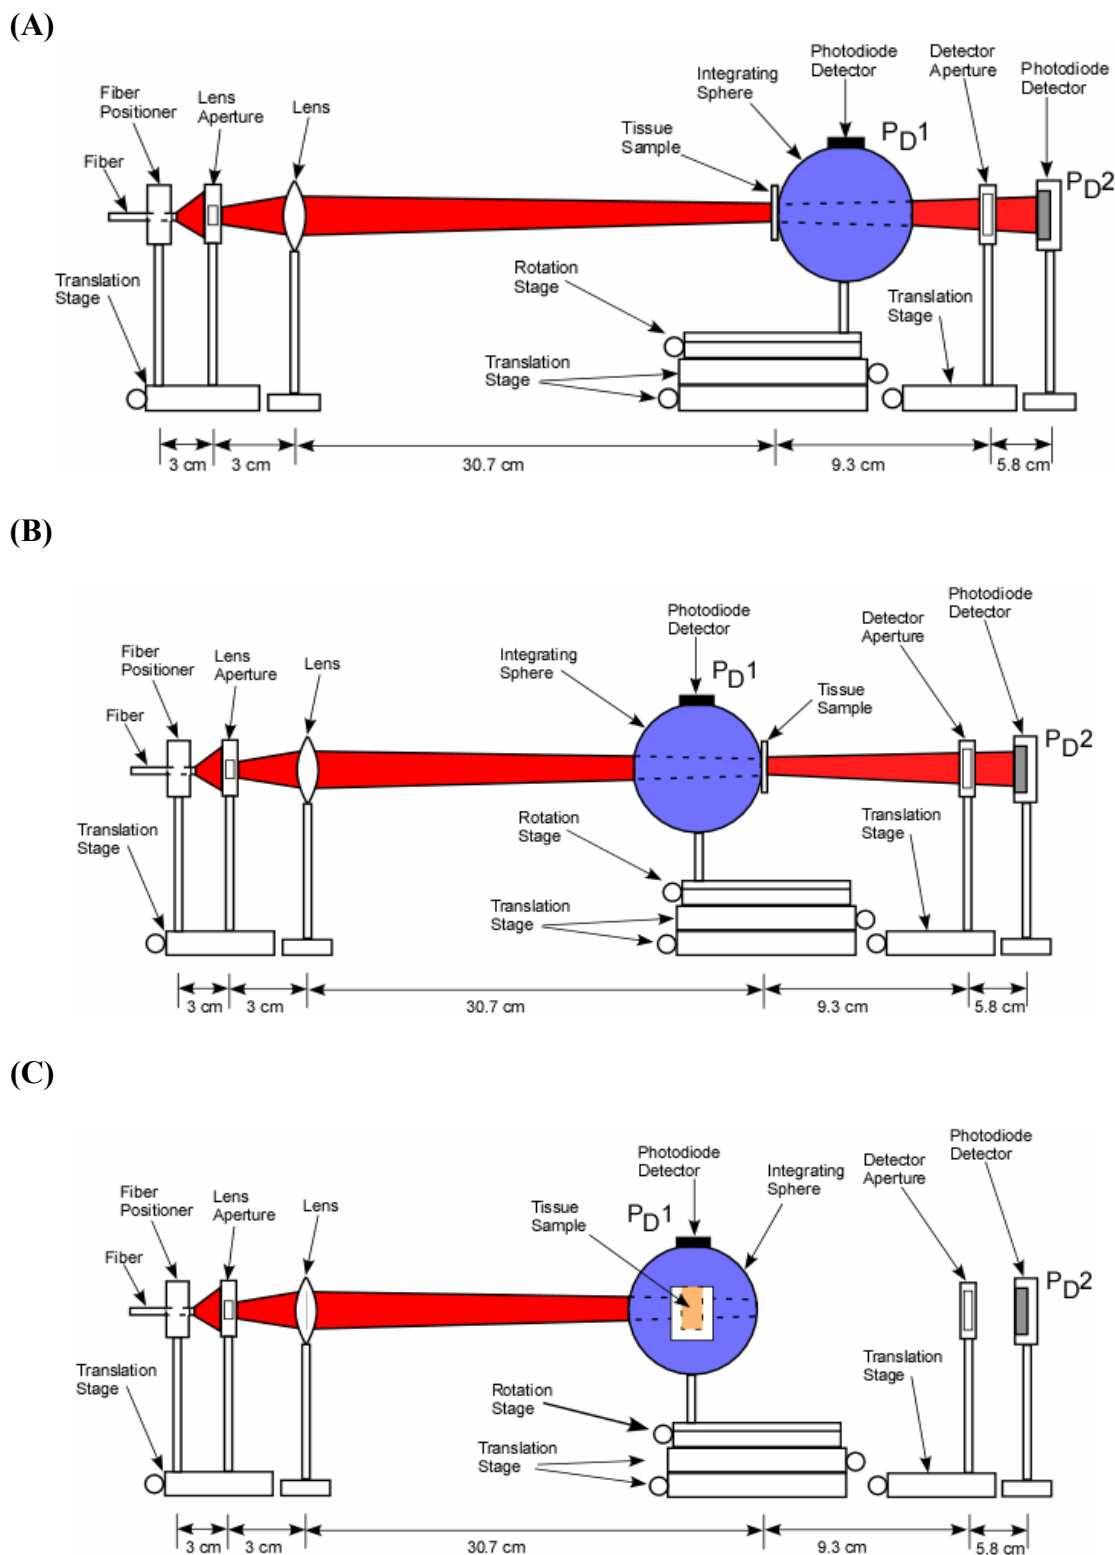 (A)
Photodiode
Detector
Detector
Aperture
Photodiode
Detector
Integrating
Sphere
Fiber
Positioner
Lens
Aperture
Lens
Tissue
Sample
PD1
Fiber
PD2
Translation
Stage
Rotation
Stage
Translation
Stage
Translation
Stage
3 cm
3 cm
30.7 cm
9.3 cm
5.8 cm
(B)
Photodiode
Detector
Photodiode
Detector
Detector
Aperture
Fiber
Positioner
Lens
Aperture
Lens
Integrating
Sphere
PD1
Tissue
Sample
Fiber
PD2
Translation
Stage
Rotation
Stage
Translation
Stage
Translation
Stage
3 cm
3 cm
30.7 cm
9.3 cm
5.8 cm
(C)
Photodiode
Detector
Integrating
Sphere
Detector
Aperture
Photodiode
Detector
Fiber
Positioner
Lens
Aperture
Lens
Tissue
Sample
PD1
Fiber
PD2
Translation
Stage
Rotation
Stage
Translation
Stage
Translation
Stage
3 cm
3 cm
30.7 cm
9.3 cm
5.8 cm